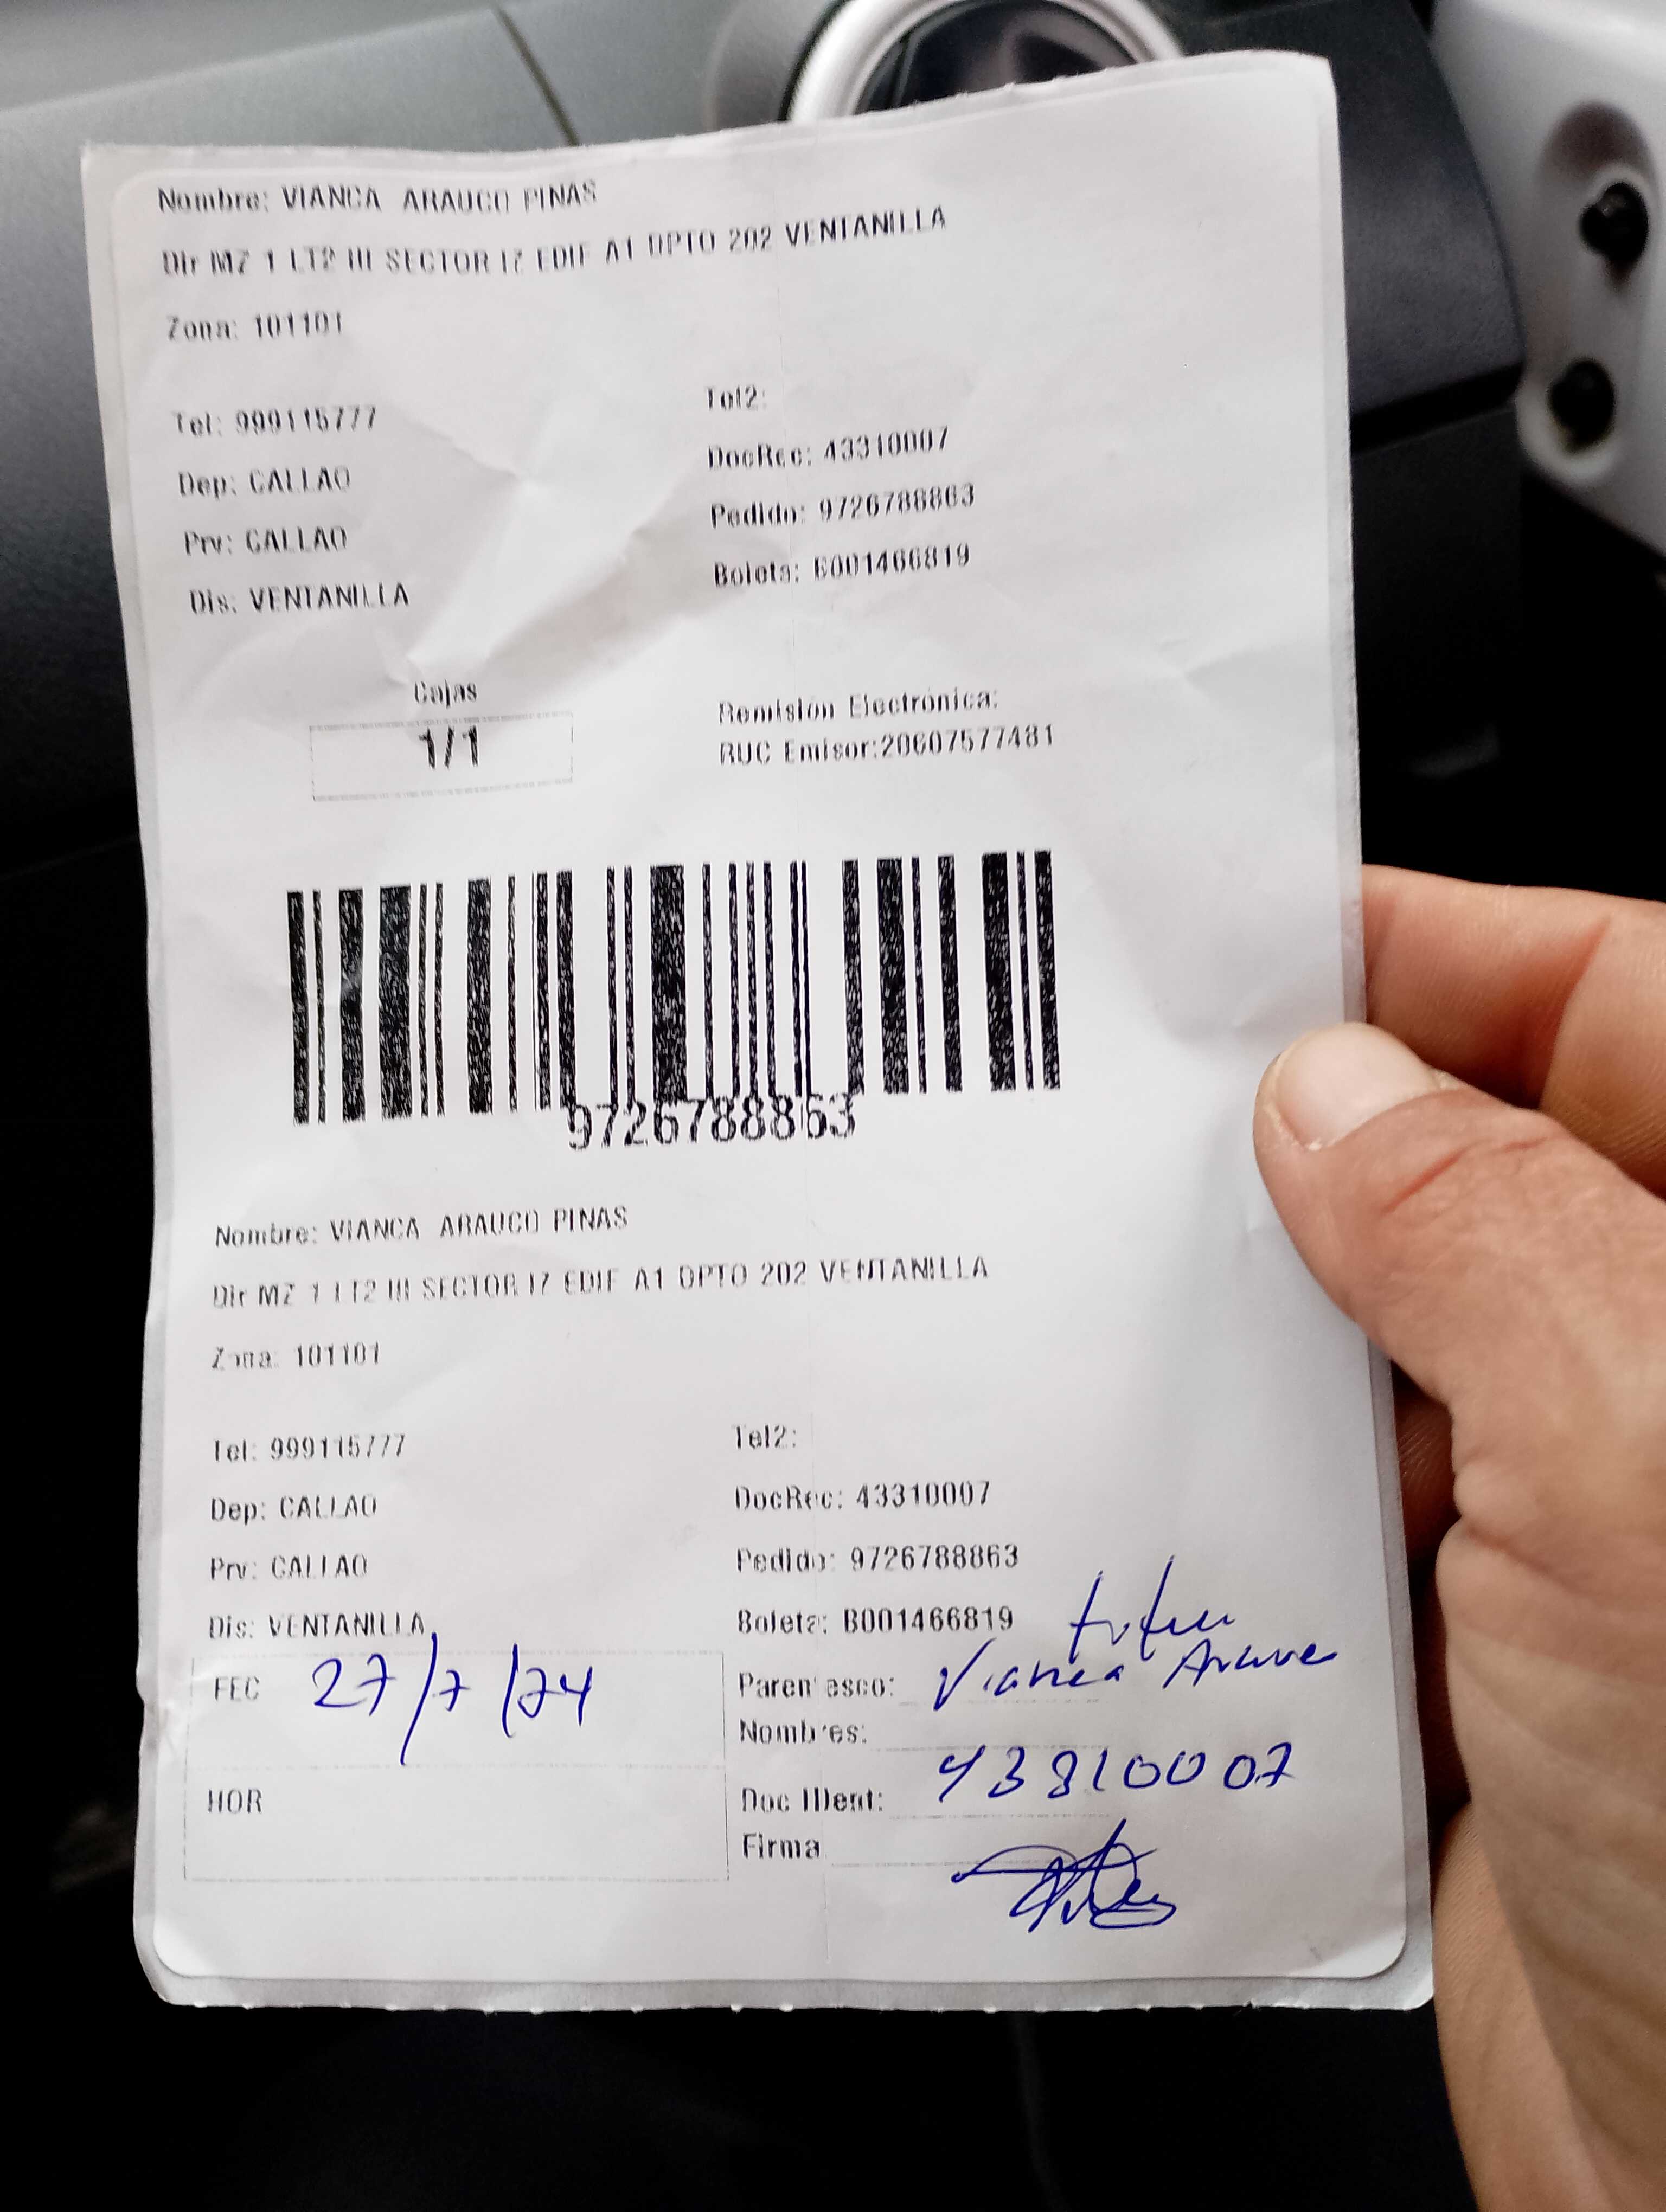 Nombre: VIANCA ARAUCO PINAS
Dir MZ 1 LT2 III SECTOR I7 EDIF A1 DPTO 202 VENTANILLA
Zona: 101101
Tel: 999115777
Tel2:
Dep: CALLAO
DocRec: 43310007
Prv: CALLAO
Pedido: 9726788863
Dis: VENTANILLA
Boleta: B001466819
Cajas
1/1
Remisión Electrónica:
RUC Emisor:20607577481
9726788863
Nombre: VIANCA ARAUCO PINAS
Dir MZ 1 LT2 III SECTOR I7 EDIF A1 DPTO 202 VENTANILLA
Zona: 101101
Tel: 999115777
Tel2:
Dep: CALLAO
DocRec: 43310007
Prv: CALLAO
Pedido: 9726788863
Dis: VENTANILLA
Boleta: B001466819
FEC 27/7/24
Parentesco: Vianca Arauco
Nombres:
HOR
Doc IDent: 43310007
Firma